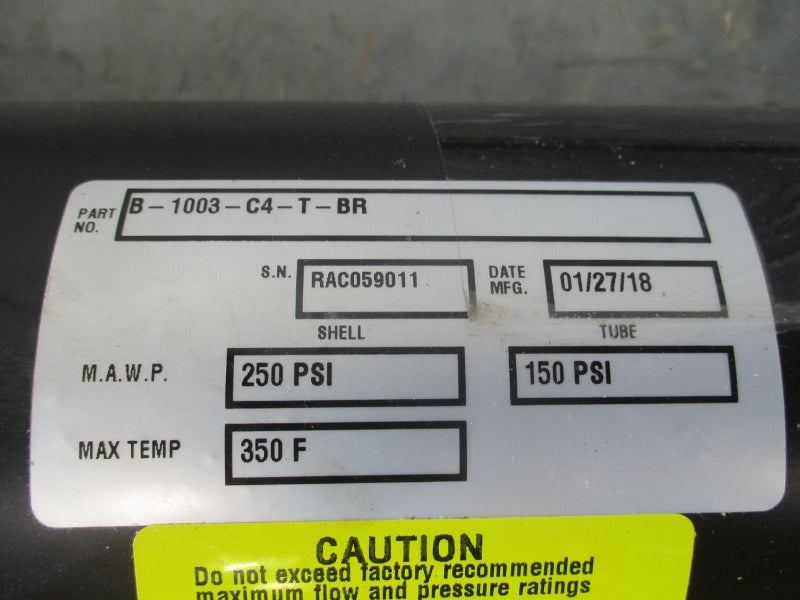 PART NO. B-1003-C4-T-BR
S.N. RAC059011 DATE MFG. 01/27/18
SHELL TUBE
M.A.W.P. 250 PSI 150 PSI
MAX TEMP 350 F
CAUTION
Do not exceed factory recommended
maximum flow and pressure ratings